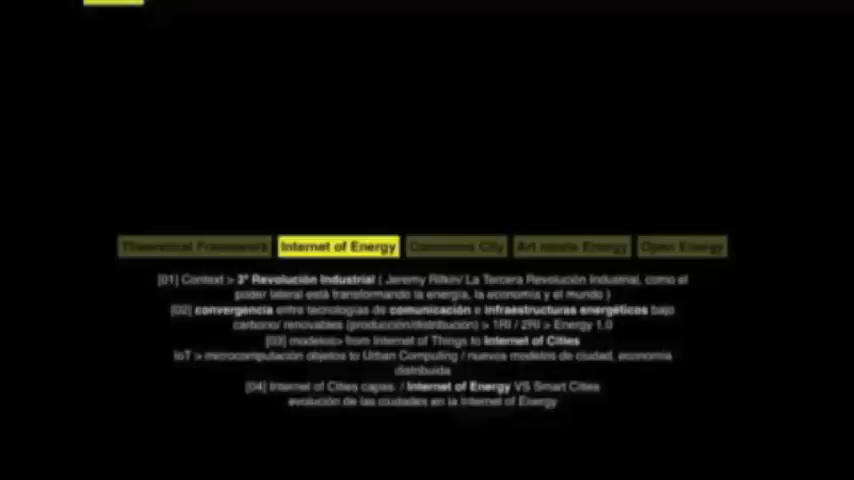 Theoretical Framework Internet of Energy Commons City Art meets Energy Open Energy
[01] Context > 3ª Revolución Industrial ( Jeremy Rifkin/ La Tercera Revolución Industrial, como el
poder lateral está transformando la energía, la economía y el mundo )
[02] convergencia entre tecnologías de comunicación e infraestructuras energéticas bajo
carbono/ renovables (producción/distribución) > 1RI / 2RI > Energy 1.0
[03] modelos> from Internet of Things to Internet of Cities
IoT > microcomputación objetos to Urban Computing / nuevos modelos de ciudad, economía
distribuida
[04] Internet of Cities capas / Internet of Energy VS Smart Cities
evolución de las ciudades en la Internet of Energy